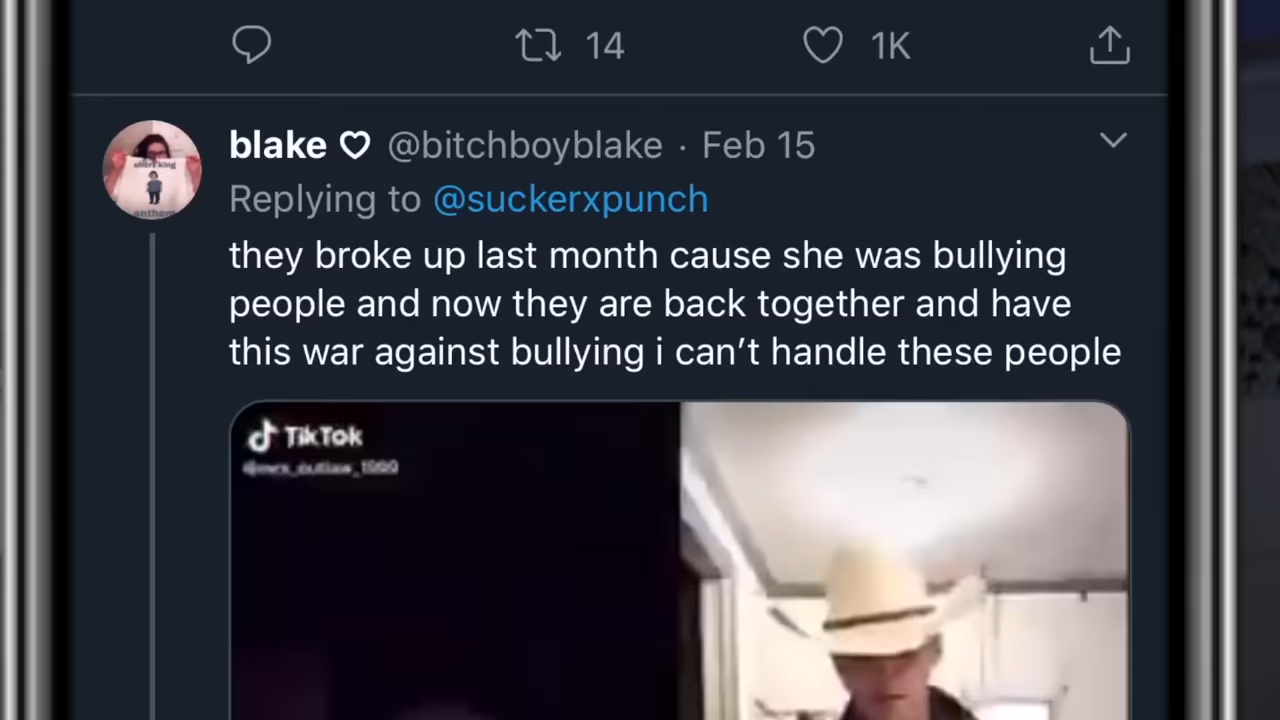 14 1K
blake ♡ @bitchboyblake · Feb 15
Replying to @suckerxpunch
they broke up last month cause she was bullying
people and now they are back together and have
this war against bullying i can’t handle these people
TikTok
anthem